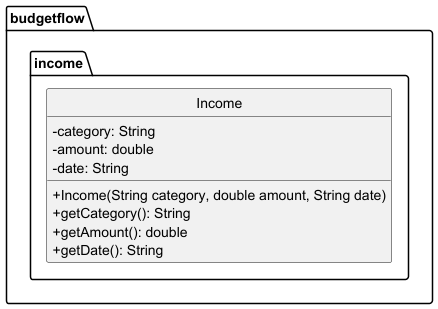 budgetflow
income
Income
-category: String
-amount: double
-date: String
+Income(String category, double amount, String date)
+getCategory(): String
+getAmount(): double
+getDate(): String